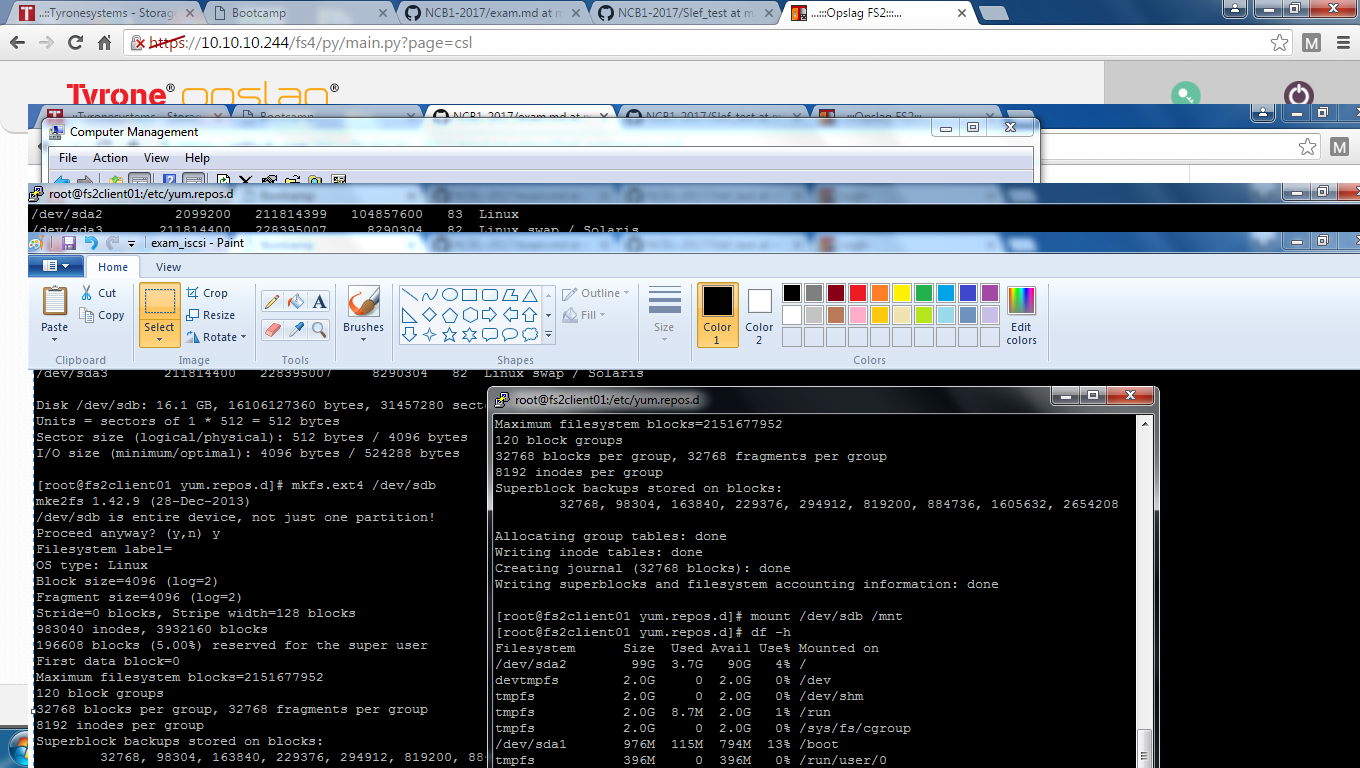 ..::Tyronesystems - Storag
Bootcamp
NCB1-2017/exam.md at m
NCB1-2017/Slef_test at m
...:::Opslag FS2:::...
https://10.10.10.244/fs4/py/main.py?page=csl
M
Tyrone® opslag®
..::Tyronesystems - Storag
Bootcamp
NCB1-2017/exam.md at m
NCB1-2017/Slef_test at m
Computer Management
M
File Action View Help
root@fs2client01:/etc/yum.repos.d
/dev/sda2 2099200 211814399 104857600 83 Linux
/dev/sda3 211814400 228395007 8290304 82 Linux swap / Solaris
exam_iscsi - Paint
Home View
Paste
Cut
Copy
Clipboard
Select
Crop
Resize
Rotate
Image
A
Tools
Brushes
Outline
Fill
Shapes
Size
Color 1
Color 2
Edit colors
Colors
/dev/sda3 211814400 228395007 8290304 82 Linux swap / Solaris
Disk /dev/sdb: 16.1 GB, 16106127360 bytes, 31457280 sect
Units = sectors of 1 * 512 = 512 bytes
Sector size (logical/physical): 512 bytes / 4096 bytes
I/O size (minimum/optimal): 4096 bytes / 524288 bytes
[root@fs2client01 yum.repos.d]# mkfs.ext4 /dev/sdb
mke2fs 1.42.9 (28-Dec-2013)
/dev/sdb is entire device, not just one partition!
Proceed anyway? (y,n) y
Filesystem label=
OS type: Linux
Block size=4096 (log=2)
Fragment size=4096 (log=2)
Stride=0 blocks, Stripe width=128 blocks
983040 inodes, 3932160 blocks
196608 blocks (5.00%) reserved for the super user
First data block=0
Maximum filesystem blocks=2151677952
120 block groups
32768 blocks per group, 32768 fragments per group
8192 inodes per group
Superblock backups stored on blocks:
32768, 98304, 163840, 229376, 294912, 819200, 88
root@fs2client01:/etc/yum.repos.d
Maximum filesystem blocks=2151677952
120 block groups
32768 blocks per group, 32768 fragments per group
8192 inodes per group
Superblock backups stored on blocks:
32768, 98304, 163840, 229376, 294912, 819200, 884736, 1605632, 2654208
Allocating group tables: done
Writing inode tables: done
Creating journal (32768 blocks): done
Writing superblocks and filesystem accounting information: done
[root@fs2client01 yum.repos.d]# mount /dev/sdb /mnt
[root@fs2client01 yum.repos.d]# df -h
Filesystem Size Used Avail Use% Mounted on
/dev/sda2 99G 3.7G 90G 4% /
devtmpfs 2.0G 0 2.0G 0% /dev
tmpfs 2.0G 0 2.0G 0% /dev/shm
tmpfs 2.0G 8.7M 2.0G 1% /run
tmpfs 2.0G 0 2.0G 0% /sys/fs/cgroup
/dev/sda1 976M 115M 794M 13% /boot
tmpfs 396M 0 396M 0% /run/user/0